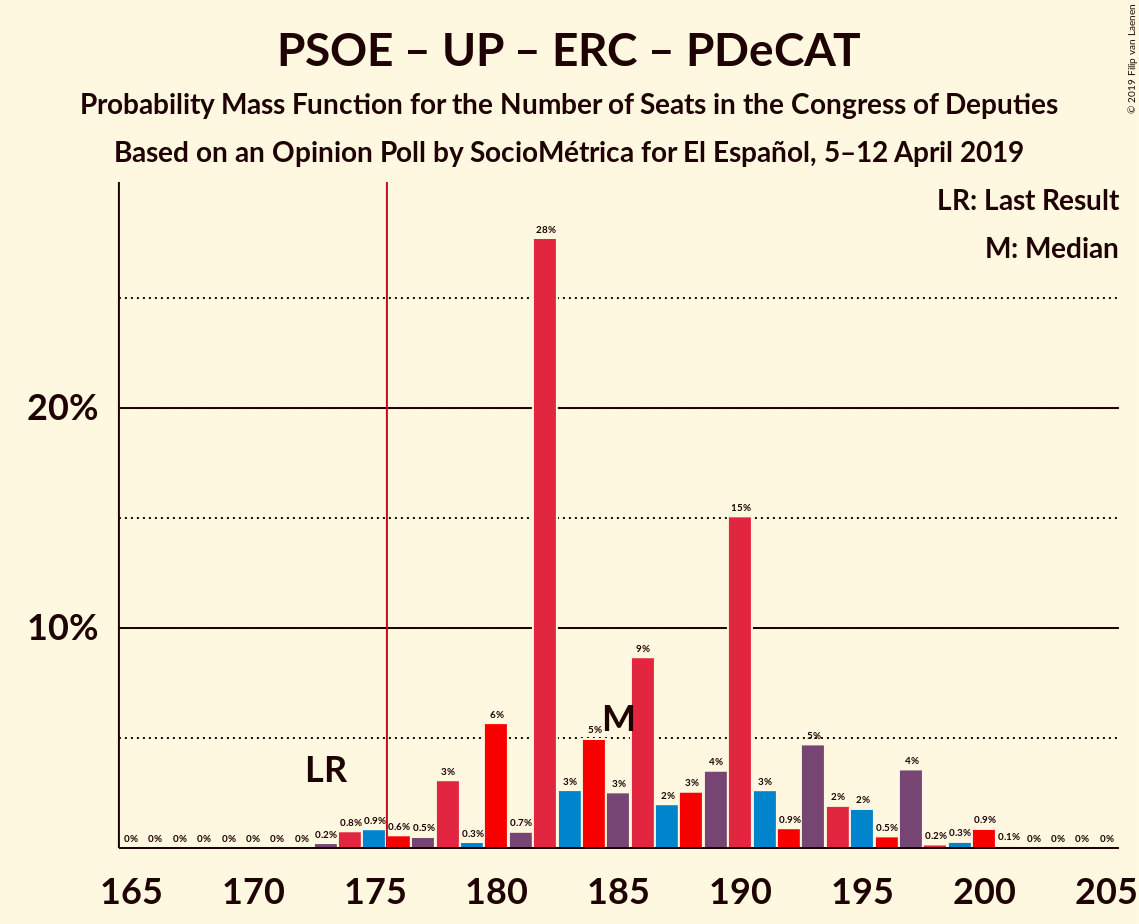 PSOE – UP – ERC – PDeCAT
Probability Mass Function for the Number of Seats in the Congress of Deputies
Based on an Opinion Poll by SocioMétrica for El Español, 5–12 April 2019
© 2019 Filip van Laenen
LR: Last Result
M: Median
20%
10%
0% 0% 0% 0% 0% 0% 0% 0% 0.2% 0.8% 0.9% 0.6% 0.5% 3% 0.3% 6% 0.7% 28% 3% 5% 3% 9% 2% 3% 4% 15% 3% 0.9% 5% 2% 2% 0.5% 4% 0.2% 0.3% 0.9% 0.1% 0% 0% 0% 0%
LR
M
165 170 175 180 185 190 195 200 205